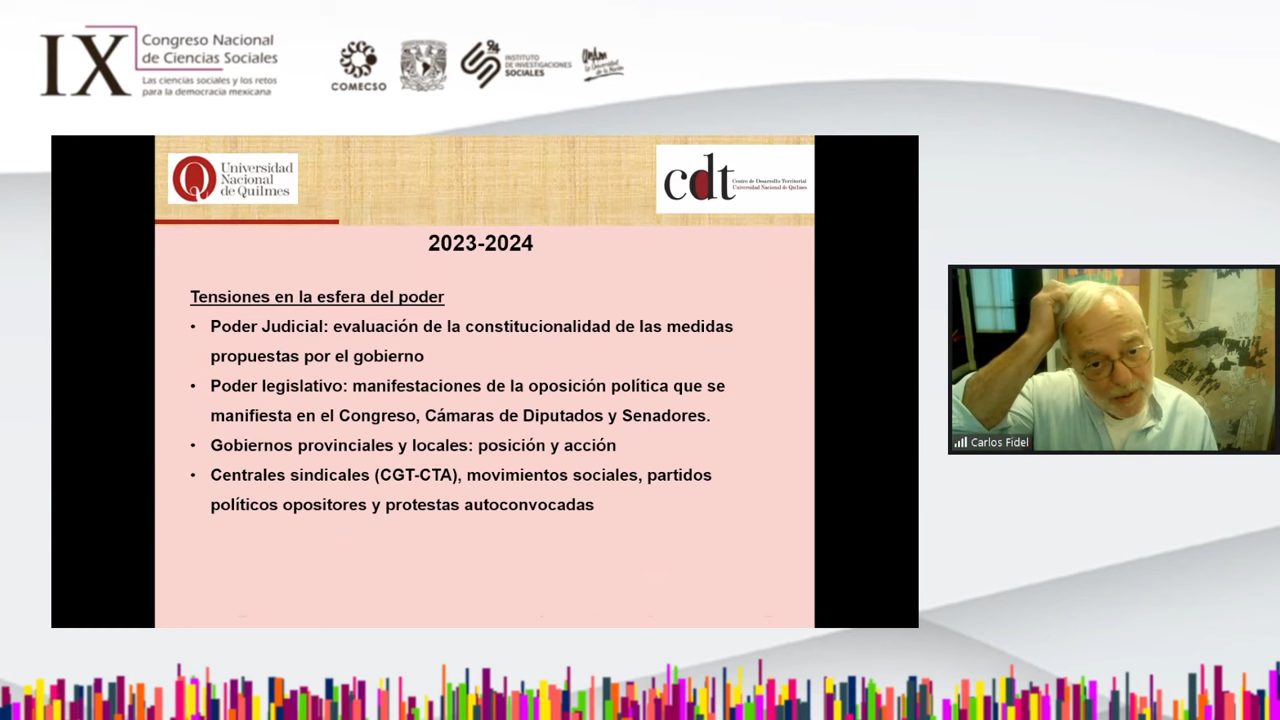 IX
Congreso Nacional
de Ciencias Sociales
Las ciencias sociales y los retos
para la democracia mexicana
COMECSO
94
INSTITUTO
DE INVESTIGACIONES
SOCIALES
Universidad
Nacional
de Quilmes
cdt
Centro de Desarrollo Territorial
Universidad Nacional de Quilmes
2023-2024
Tensiones en la esfera del poder
• Poder Judicial: evaluación de la constitucionalidad de las medidas
propuestas por el gobierno
• Poder legislativo: manifestaciones de la oposición política que se
manifiesta en el Congreso, Cámaras de Diputados y Senadores.
• Gobiernos provinciales y locales: posición y acción
• Centrales sindicales (CGT-CTA), movimientos sociales, partidos
políticos opositores y protestas autoconvocadas
Carlos Fidel